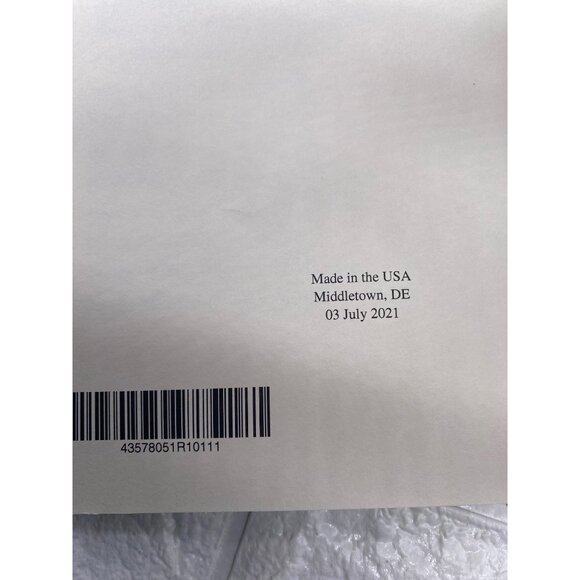 Made in the USA
Middletown, DE
03 July 2021
43578051R10111